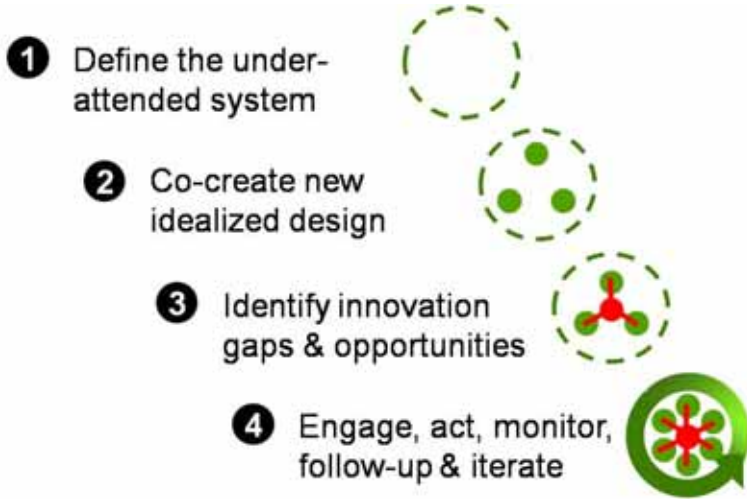 1 Define the under-
attended system
2 Co-create new
idealized design
3 Identify innovation
gaps & opportunities
4 Engage, act, monitor,
follow-up & iterate